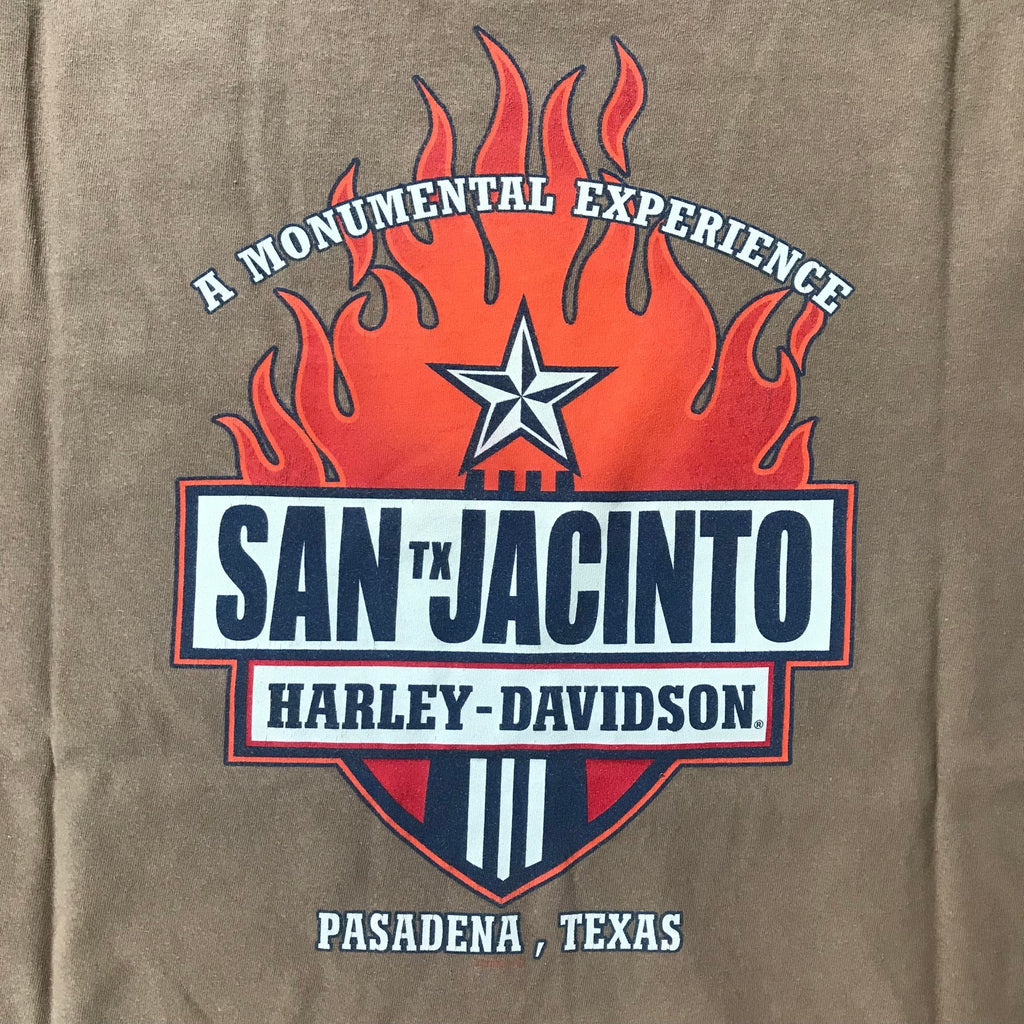 A MONUMENTAL EXPERIENCE
SAN TX JACINTO
HARLEY-DAVIDSON®
PASADENA, TEXAS